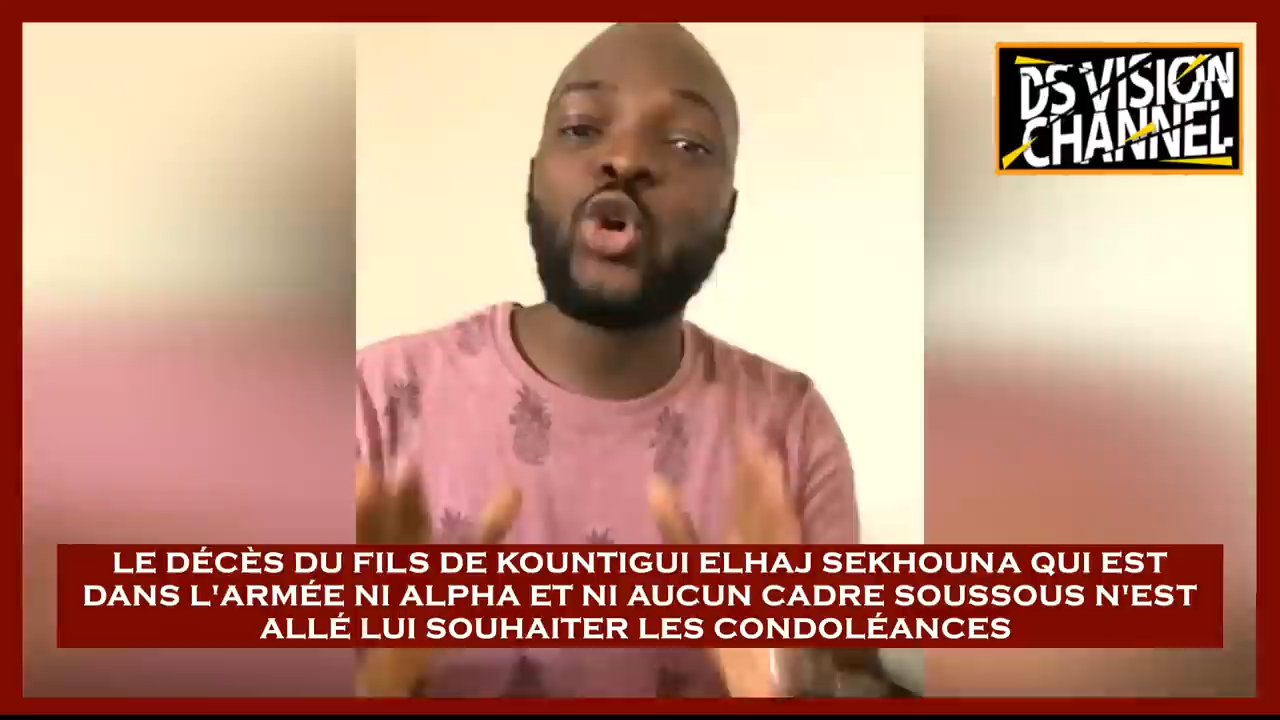 DS VISION
CHANNEL
LE DÉCÈS DU FILS DE KOUNTIGUI ELHAJ SEKHOUNA QUI EST
DANS L'ARMÉE NI ALPHA ET NI AUCUN CADRE SOUSSOUS N'EST
ALLÉ LUI SOUHAITER LES CONDOLÉANCES